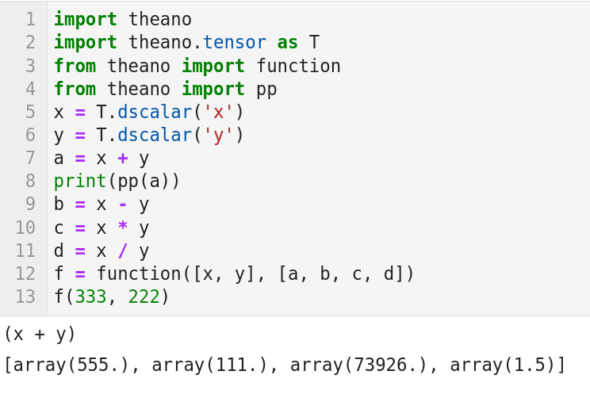 1 import theano
2 import theano.tensor as T
3 from theano import function
4 from theano import pp
5 x = T.dscalar('x')
6 y = T.dscalar('y')
7 a = x + y
8 print(pp(a))
9 b = x - y
10 c = x * y
11 d = x / y
12 f = function([x, y], [a, b, c, d])
13 f(333, 222)
(x + y)
[array(555.), array(111.), array(73926.), array(1.5)]